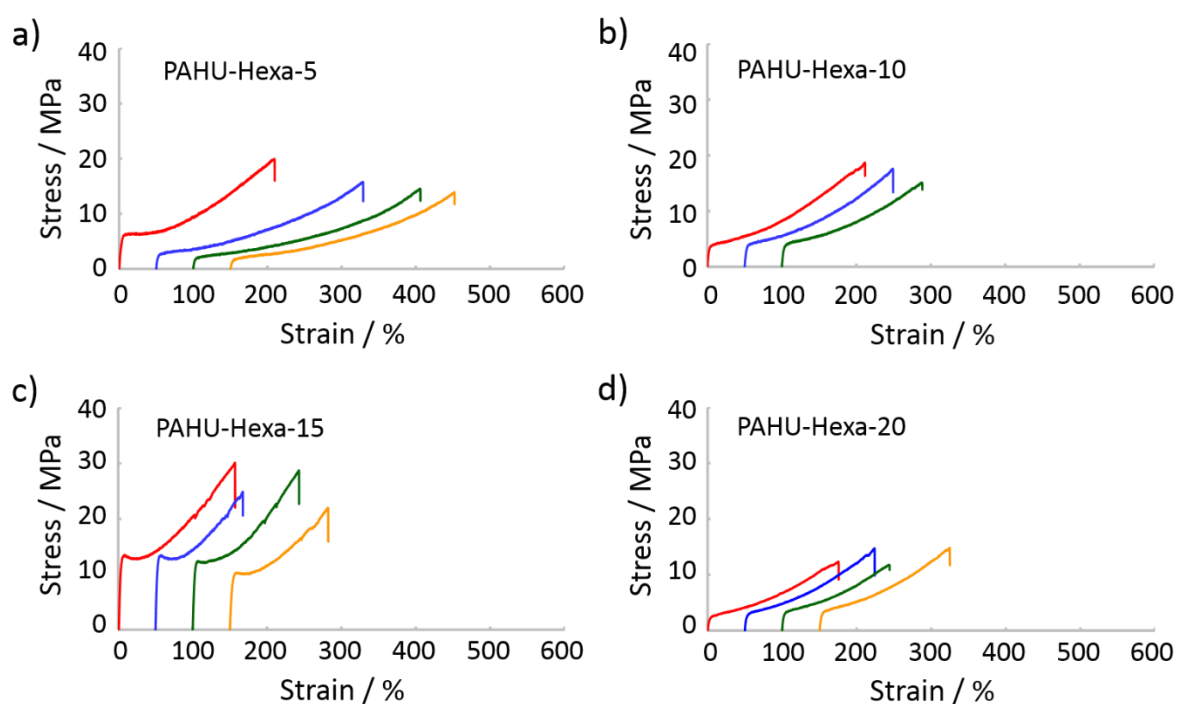 a)
PAHU-Hexa-5
Stress / MPa
40
30
20
10
0
0 100 200 300 400 500 600
Strain / %
b)
PAHU-Hexa-10
Stress / MPa
40
30
20
10
0
0 100 200 300 400 500 600
Strain / %
c)
PAHU-Hexa-15
Stress / MPa
40
30
20
10
0
0 100 200 300 400 500 600
Strain / %
d)
PAHU-Hexa-20
Stress / MPa
40
30
20
10
0
0 100 200 300 400 500 600
Strain / %